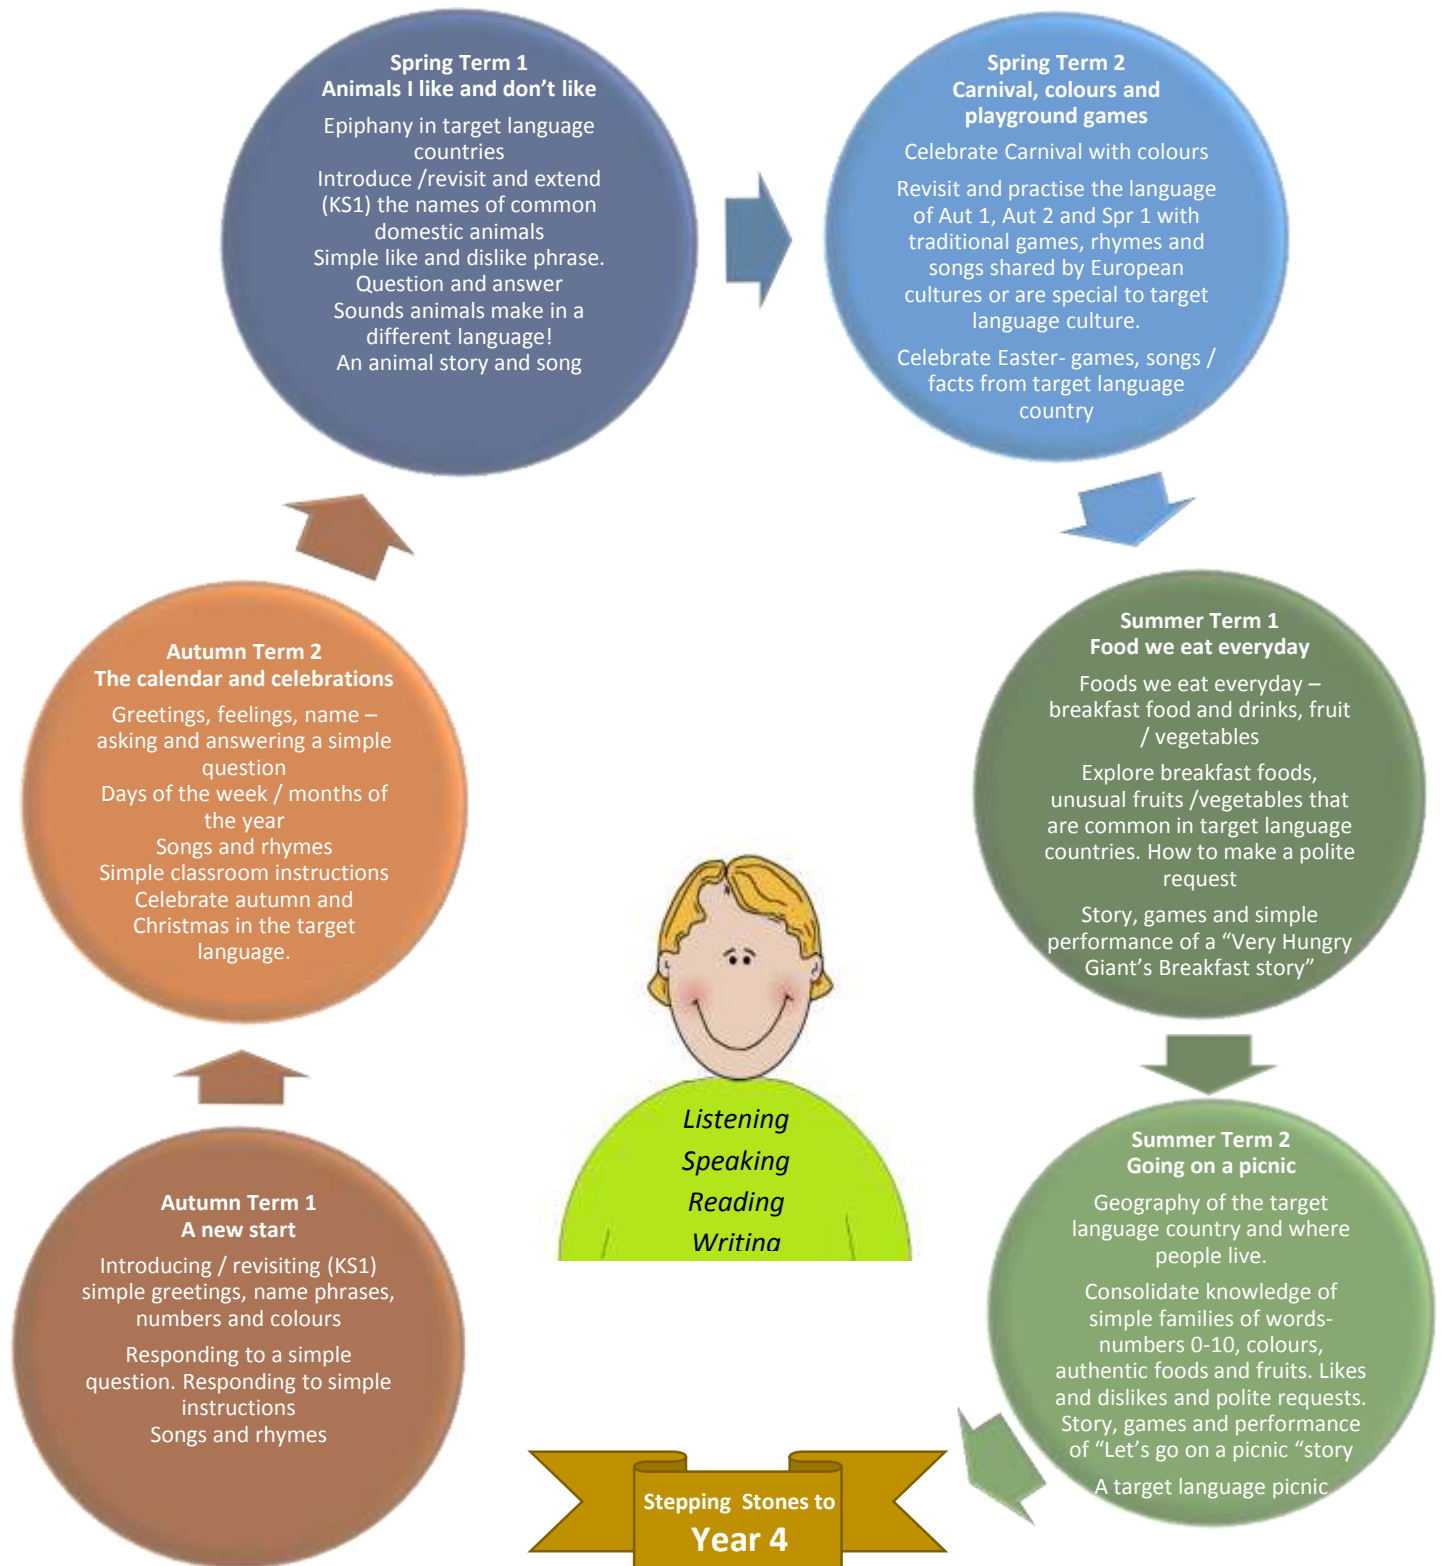 Spring Term 1
Animals I like and don't like
Epiphany in target language
countries
Introduce /revisit and extend
(KS1) the names of common
domestic animals
Simple like and dislike phrase.
Question and answer
Sounds animals make in a
different language!
An animal story and song
Spring Term 2
Carnival, colours and
playground games
Celebrate Carnival with colours
Revisit and practise the language
of Aut 1, Aut 2 and Spr 1 with
traditional games, rhymes and
songs shared by European
cultures or are special to target
language culture.
Celebrate Easter- games, songs /
facts from target language
country
Autumn Term 2
The calendar and celebrations
Greetings, feelings, name –
asking and answering a simple
question
Days of the week / months of
the year
Songs and rhymes
Simple classroom instructions
Celebrate autumn and
Christmas in the target
language.
Summer Term 1
Food we eat everyday
Foods we eat everyday –
breakfast food and drinks, fruit
/ vegetables
Explore breakfast foods,
unusual fruits /vegetables that
are common in target language
countries. How to make a polite
request
Story, games and simple
performance of a “Very Hungry
Giant’s Breakfast story”
Listening
Speaking
Reading
Writing
Autumn Term 1
A new start
Introducing / revisiting (KS1)
simple greetings, name phrases,
numbers and colours
Responding to a simple
question. Responding to simple
instructions
Songs and rhymes
Summer Term 2
Going on a picnic
Geography of the target
language country and where
people live.
Consolidate knowledge of
simple families of words-
numbers 0-10, colours,
authentic foods and fruits. Likes
and dislikes and polite requests.
Story, games and performance
of “Let’s go on a picnic “story
A target language picnic
Stepping Stones to
Year 4